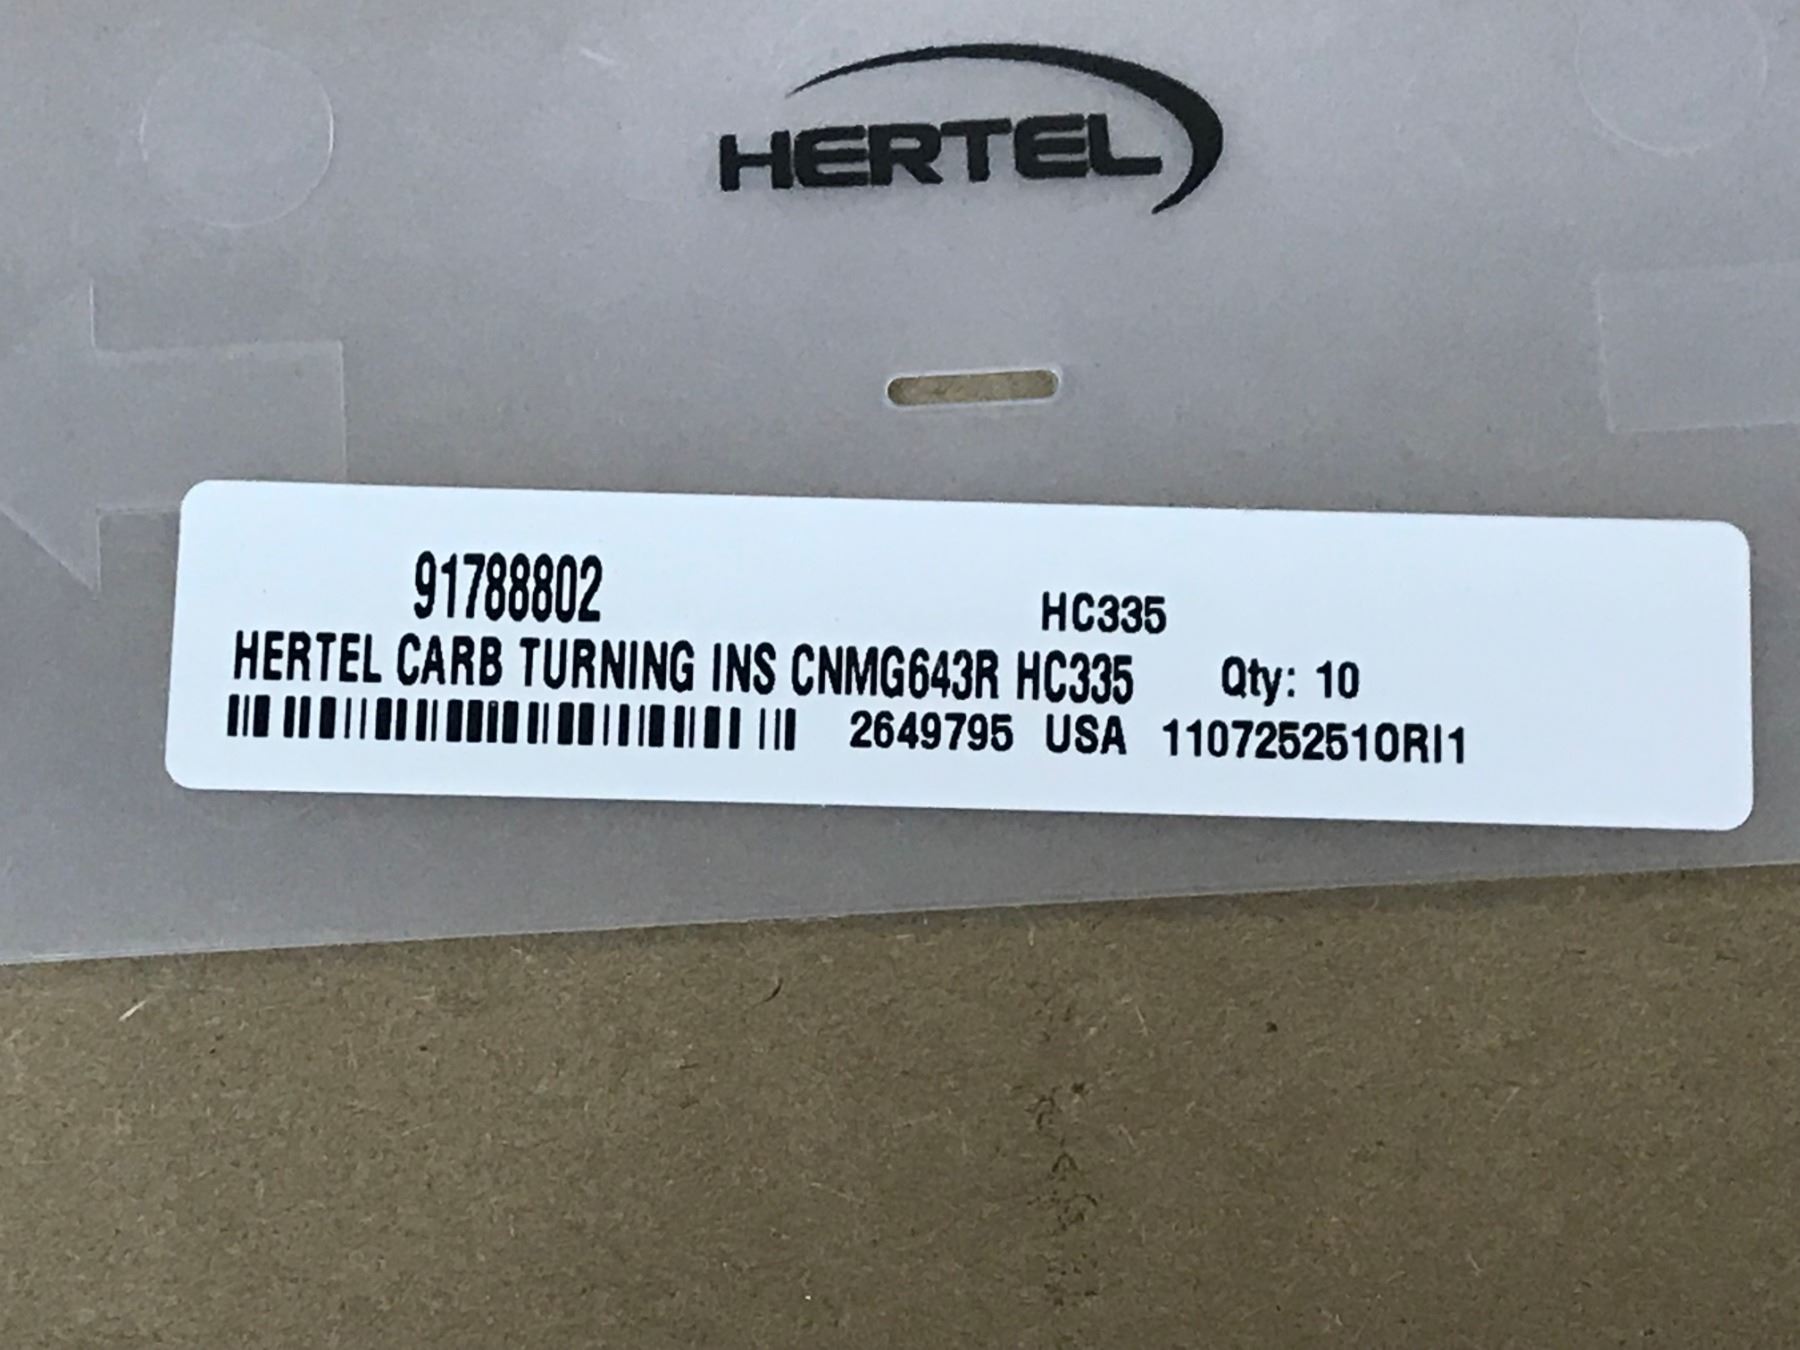 HERTEL
91788802
HC335
HERTEL CARB TURNING INS CNMG643R HC335 Qty: 10
2649795 USA 1107252510RI1